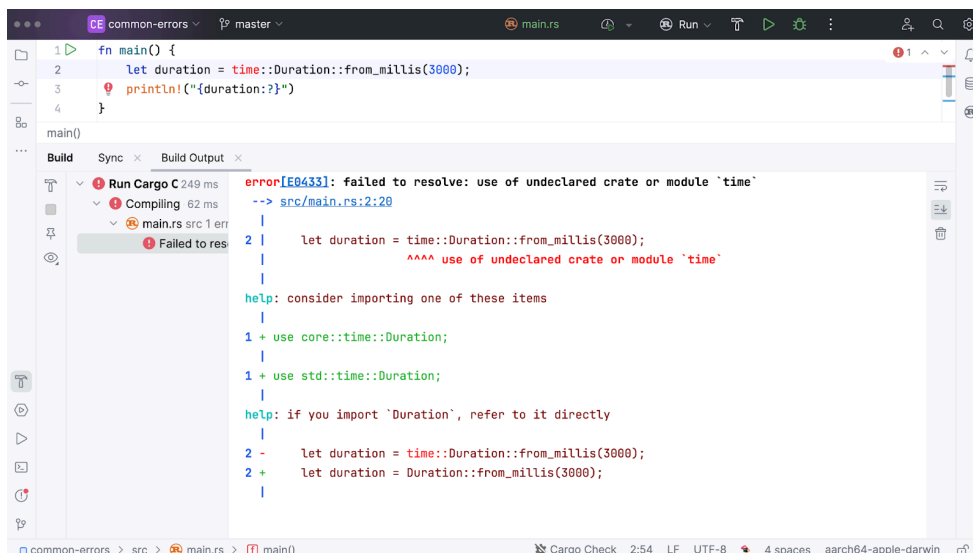 CE common-errors master main.rs Run
1 fn main() {
2 let duration = time::Duration::from_millis(3000);
3 println!("{duration:?}")
4 }
1
main()
Build Sync × Build Output ×
Run Cargo C 249 ms
Compiling 62 ms
main.rs src 1 err
Failed to res
error[E0433]: failed to resolve: use of undeclared crate or module `time`
--> src/main.rs:2:20
|
2 | let duration = time::Duration::from_millis(3000);
| ^^^^ use of undeclared crate or module `time`
|
help: consider importing one of these items
|
1 + use core::time::Duration;
|
1 + use std::time::Duration;
|
help: if you import `Duration`, refer to it directly
|
2 - let duration = time::Duration::from_millis(3000);
2 + let duration = Duration::from_millis(3000);
|
common-errors > src > main.rs > main() Cargo Check 2:54 LF UTF-8 4 spaces aarch64-apple-darwin